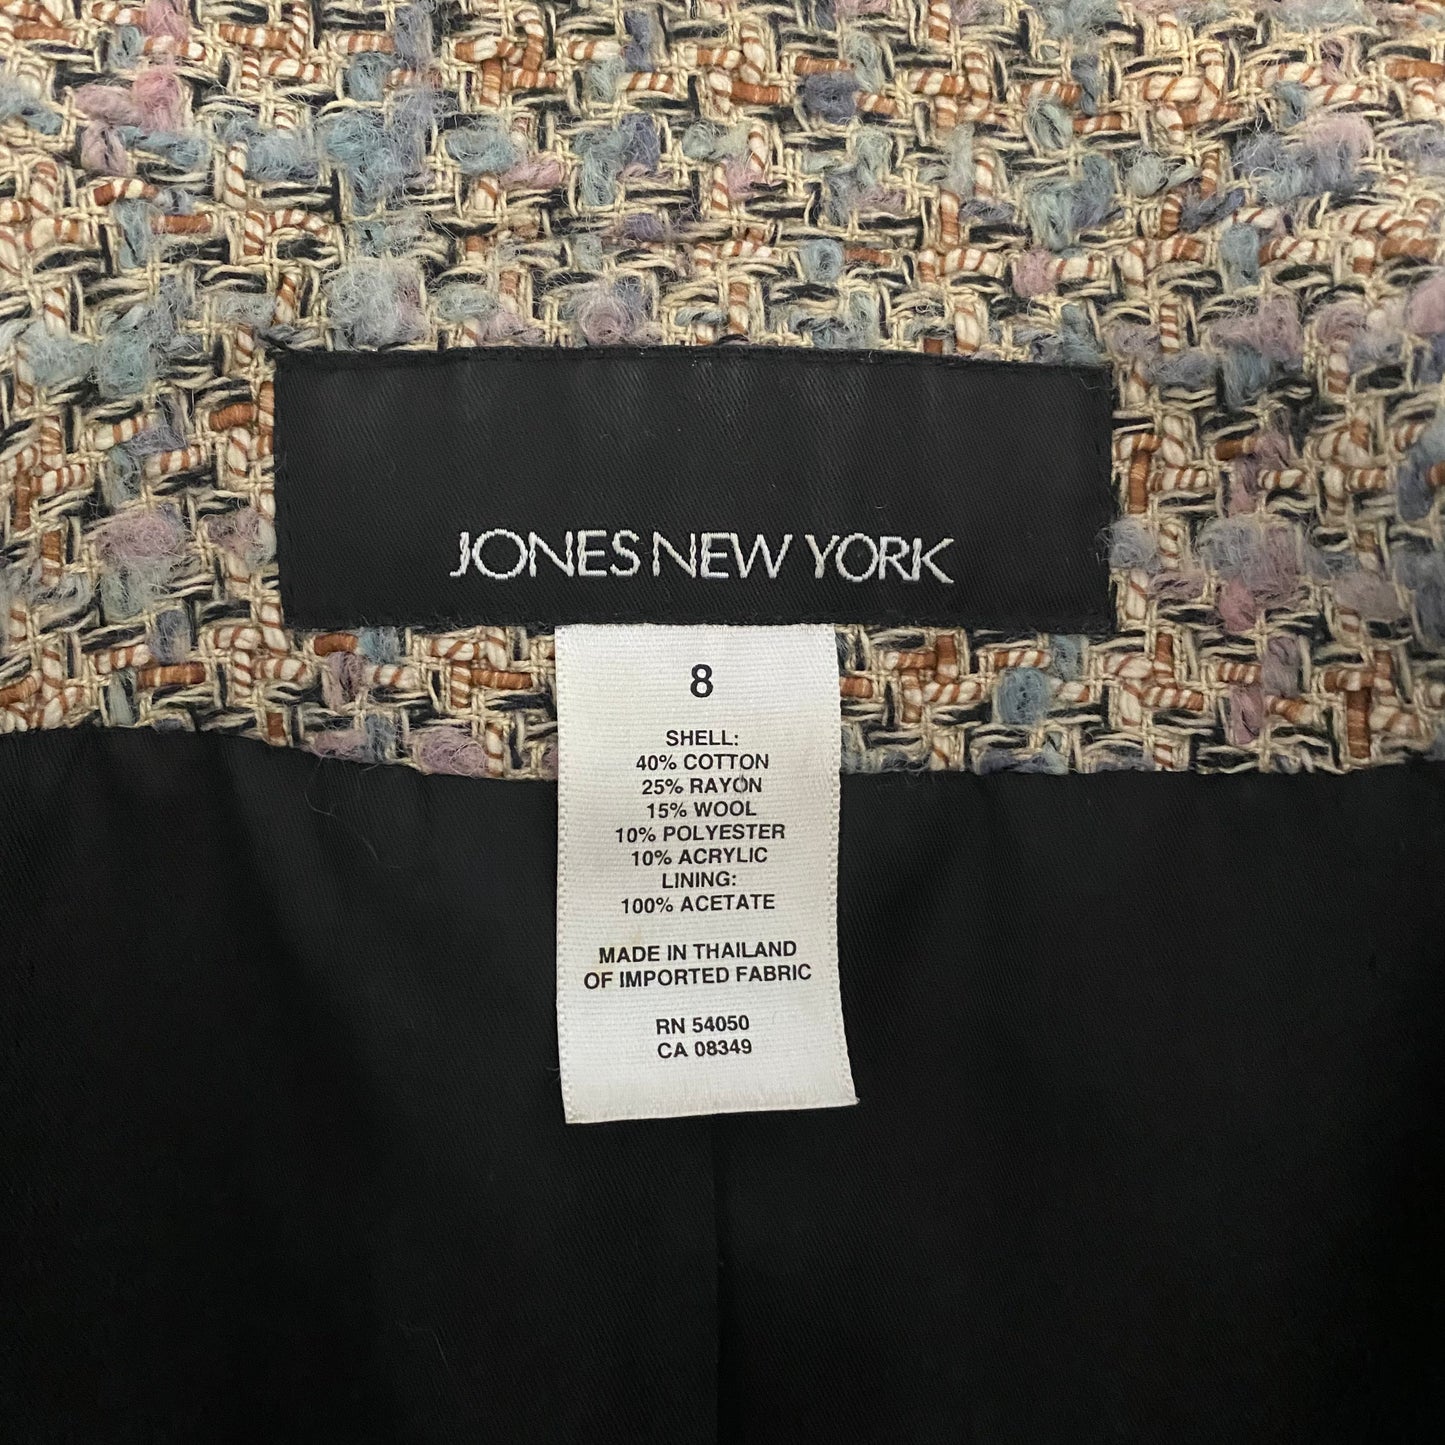 JONES NEW YORK
8
SHELL:
40% COTTON
25% RAYON
15% WOOL
10% POLYESTER
10% ACRYLIC
LINING:
100% ACETATE
MADE IN THAILAND
OF IMPORTED FABRIC
RN 54050
CA 08349